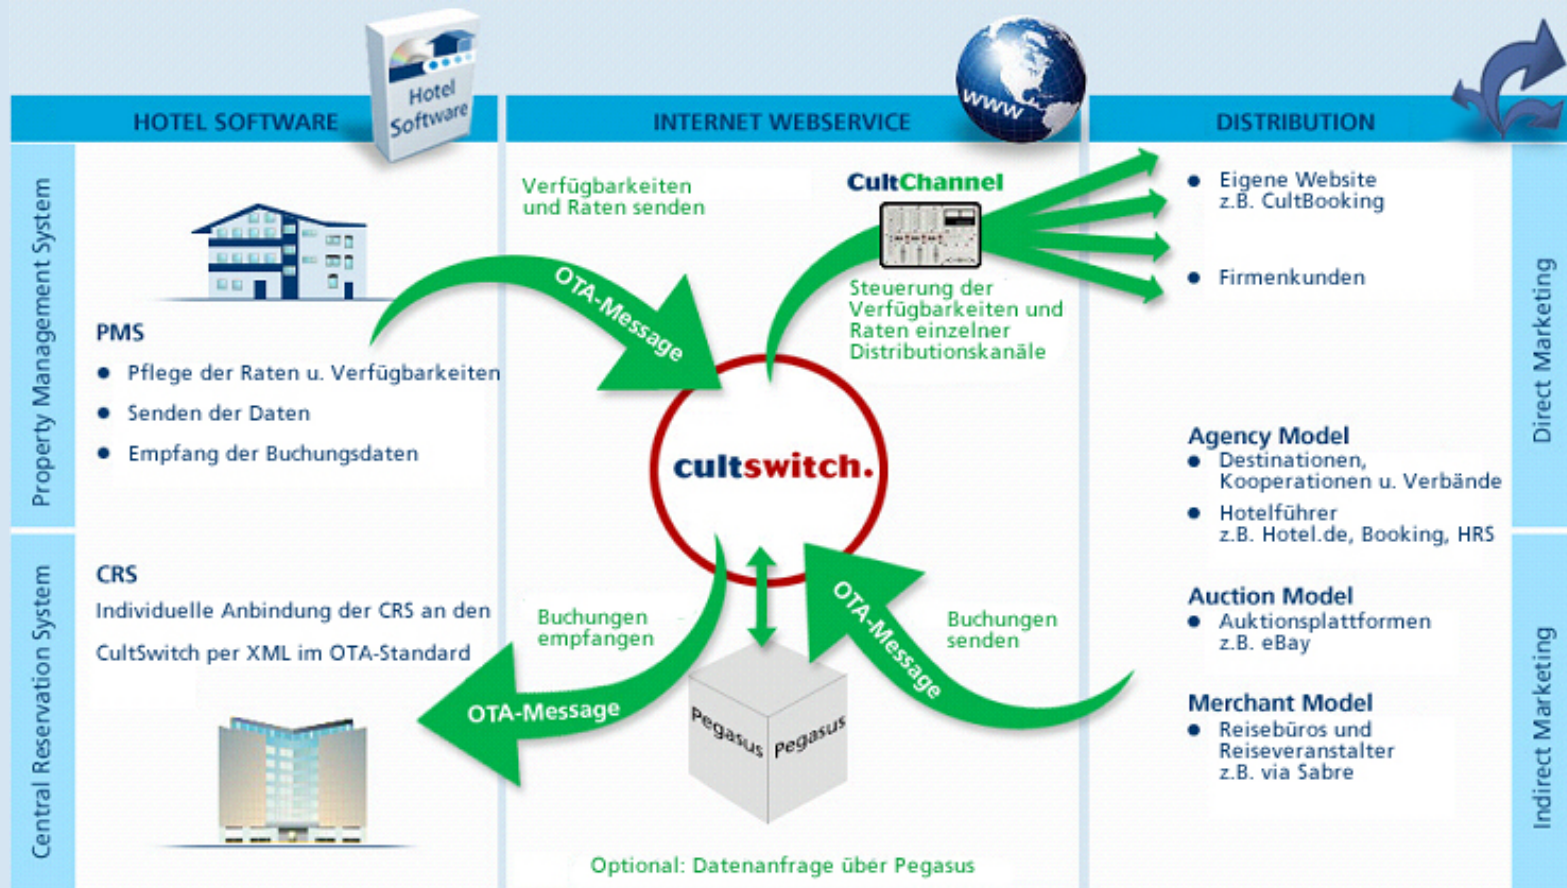 Hotel
Software
www
HOTEL SOFTWARE
INTERNET WEBSERVICE
DISTRIBUTION
Property Management System
PMS
● Pflege der Raten u. Verfügbarkeiten
● Senden der Daten
● Empfang der Buchungsdaten
Central Reservation System
CRS
Individuelle Anbindung der CRS an den
CultSwitch per XML im OTA-Standard
Verfügbarkeiten
und Raten senden
OTA-Message
CultChannel
Steuerung der
Verfügbarkeiten und
Raten einzelner
Distributionskanäle
cultswitch.
Buchungen
empfangen
OTA-Message
Pegasus
Pegasus
OTA-Message
Buchungen
senden
Optional: Datenanfrage über Pegasus
● Eigene Website
z.B. CultBooking
● Firmenkunden
Agency Model
● Destinationen,
Kooperationen u. Verbände
● Hotelführer
z.B. Hotel.de, Booking, HRS
Auction Model
● Auktionsplattformen
z.B. eBay
Merchant Model
● Reisebüros und
Reiseveranstalter
z.B. via Sabre
Direct Marketing
Indirect Marketing